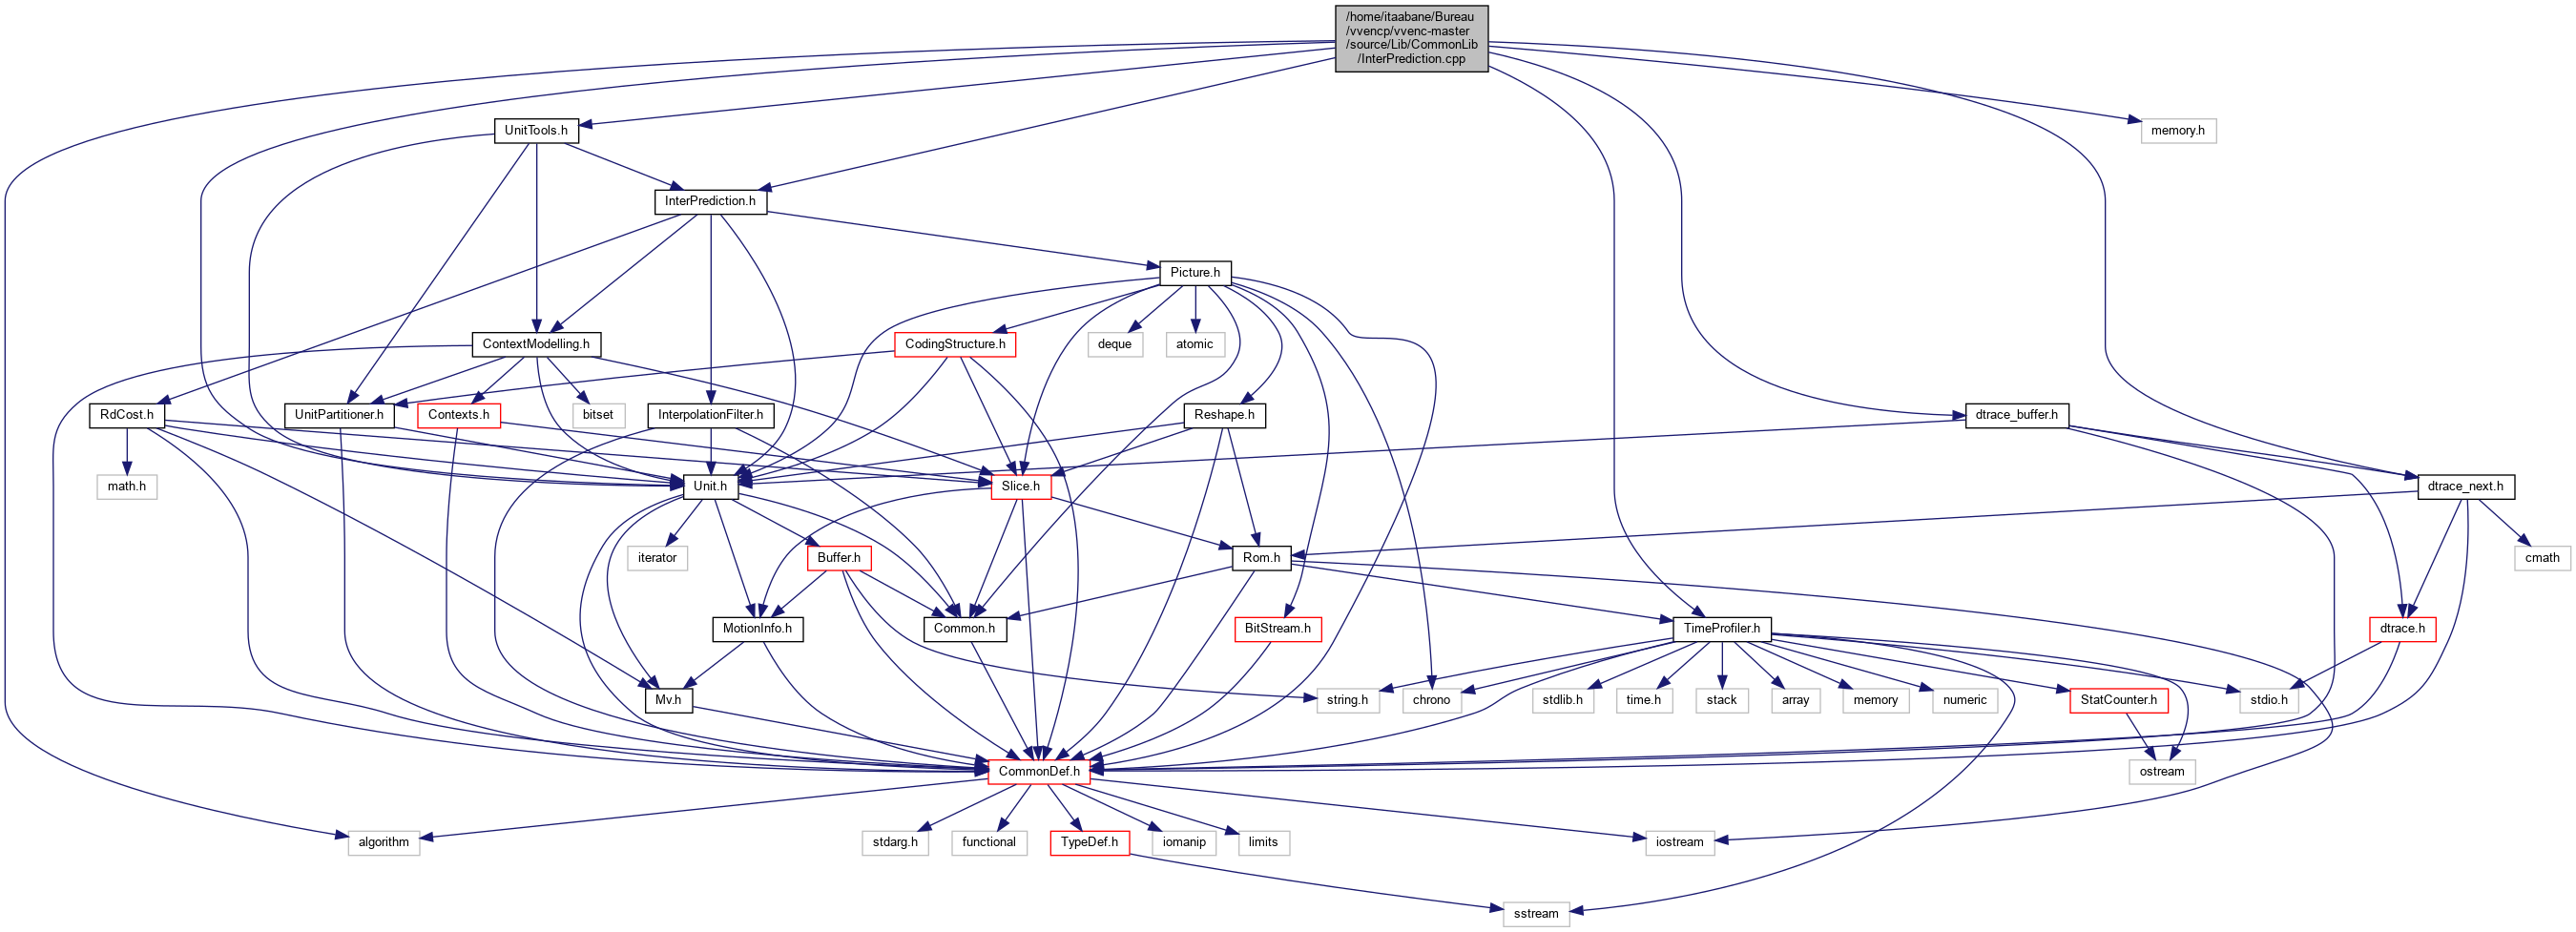 /home/itaabane/Bureau
/vvencp/vvenc-master
/source/Lib/CommonLib
/InterPrediction.cpp
UnitTools.h
memory.h
InterPrediction.h
Picture.h
ContextModelling.h
CodingStructure.h
deque
atomic
RdCost.h
UnitPartitioner.h
Contexts.h
bitset
InterpolationFilter.h
Reshape.h
dtrace_buffer.h
math.h
Unit.h
Slice.h
dtrace_next.h
iterator
Buffer.h
Rom.h
cmath
MotionInfo.h
Common.h
BitStream.h
TimeProfiler.h
dtrace.h
Mv.h
string.h
chrono
stdlib.h
time.h
stack
array
memory
numeric
StatCounter.h
stdio.h
CommonDef.h
ostream
algorithm
stdarg.h
functional
TypeDef.h
iomanip
limits
iostream
sstream